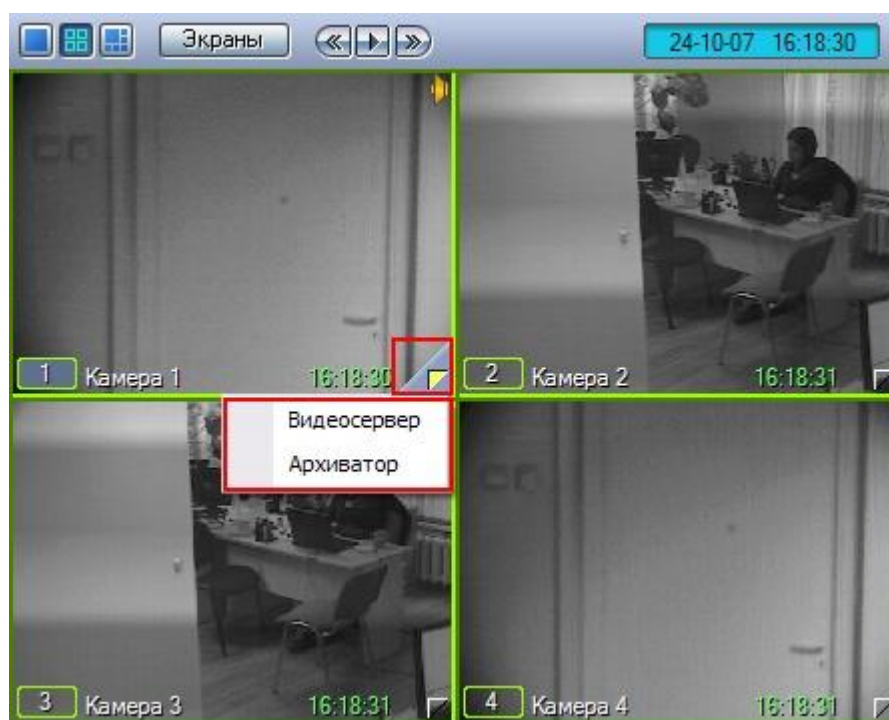 Экраны
24-10-07 16:18:30
1 Камера 1 16:18:30
2 Камера 2 16:18:31
Видеосервер
Архиватор
3 Камера 3 16:18:31
4 Камера 4 16:18:31